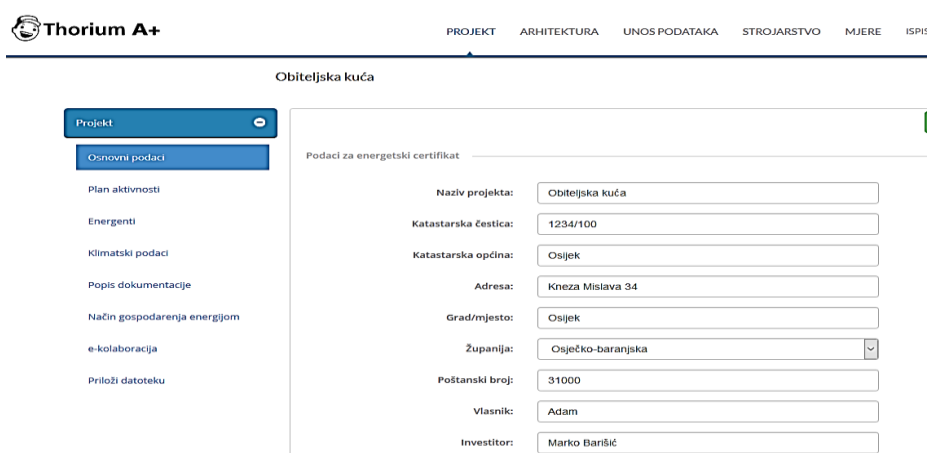 Thorium A+
PROJEKT ARHITEKTURA UNOS PODATAKA STROJARSTVO MJERE ISPIS
Obiteljska kuća
Projekt
Osnovni podaci
Plan aktivnosti
Energenti
Klimatski podaci
Popis dokumentacije
Način gospodarenja energijom
e-kolaboracija
Priloži datoteku
Podaci za energetski certifikat
Naziv projekta: Obiteljska kuća
Katastarska čestica: 1234/100
Katastarska općina: Osijek
Adresa: Kneza Mislava 34
Grad/mjesto: Osijek
Županija: Osječko-baranjska
Poštanski broj: 31000
Vlasnik: Adam
Investitor: Marko Barišić